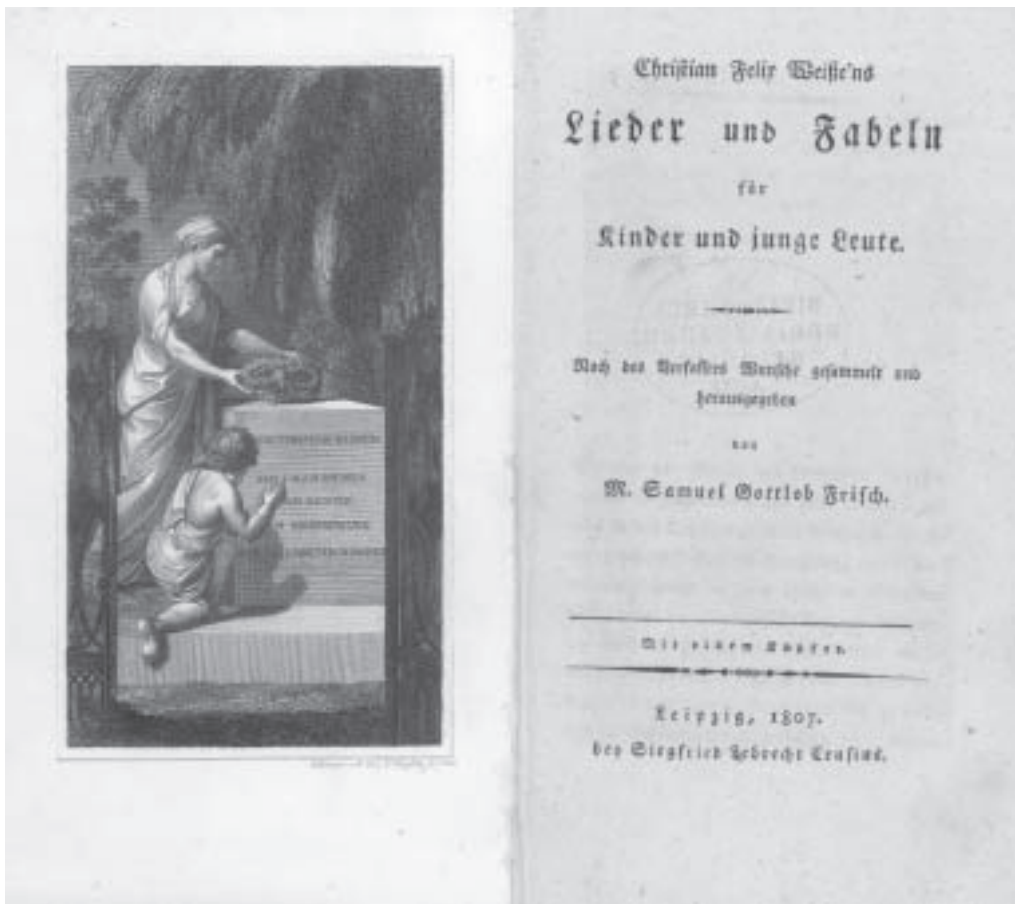 Christian Felix Weiße'ns
Lieder und Fabeln
für
Kinder und junge Leute.
Nach des Verfassers Wunsche gesammelt und
herausgegeben
von
M. Samuel Gottlob Frisch.
Mit einem Kupfer.
Leipzig, 1807.
bey Siegfried Lebrecht Crusius.